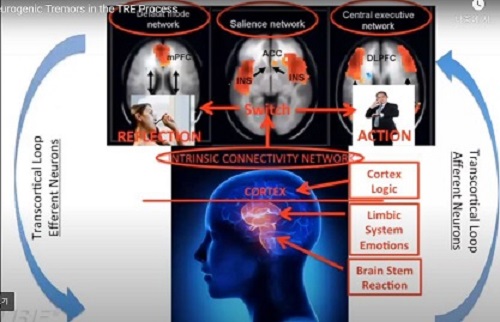 urogenic Tremors in the TRE Process
Default mode
network
Salience network
Central executive
network
mPFC
ACC
INS
INS
DLPFC
Switch
REFLECTION
ACTION
INTRINSIC CONNECTIVITY NETWORK
CORTEX
Cortex
Logic
Limbic
System
Emotions
Brain Stem
Reaction
Transcortical Loop
Efferent Neurons
Transcortical Loop
Afferent Neurons